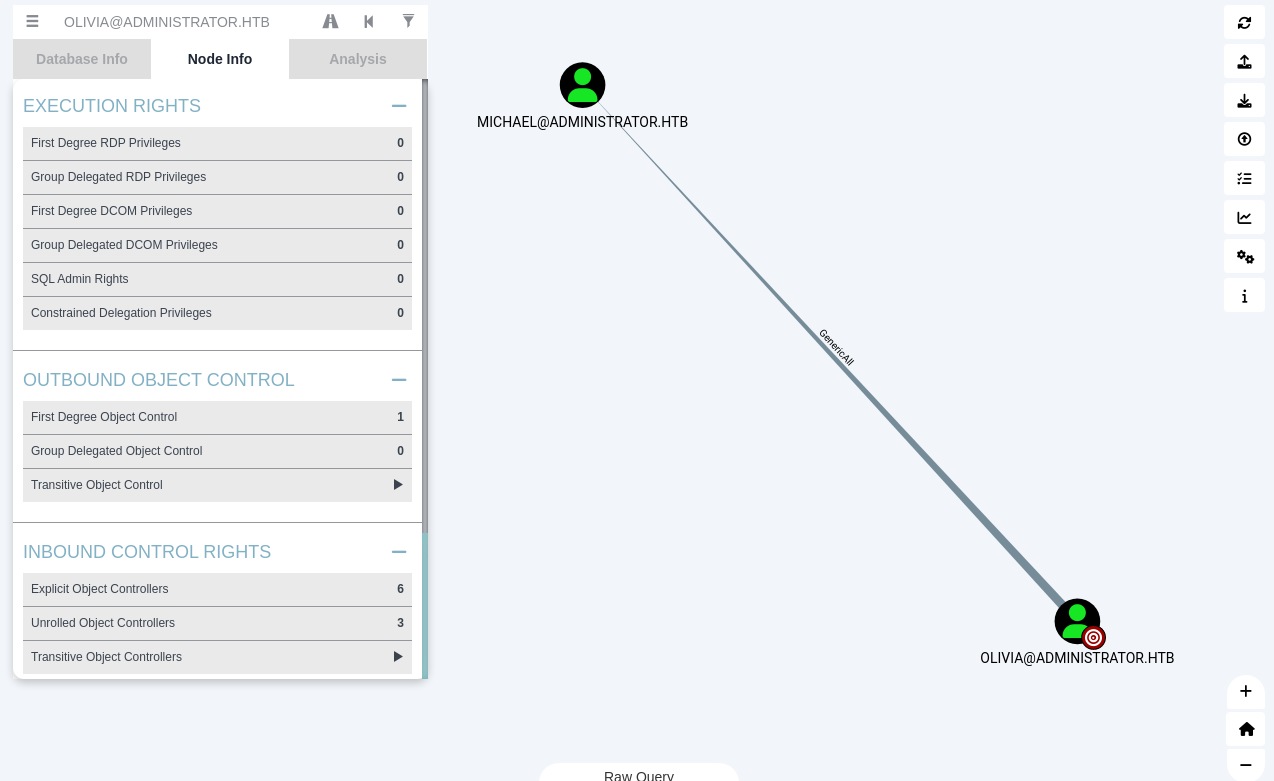 OLIVIA@ADMINISTRATOR.HTB
Database Info
Node Info
Analysis
EXECUTION RIGHTS
First Degree RDP Privileges 0
Group Delegated RDP Privileges 0
First Degree DCOM Privileges 0
Group Delegated DCOM Privileges 0
SQL Admin Rights 0
Constrained Delegation Privileges 0
OUTBOUND OBJECT CONTROL
First Degree Object Control 1
Group Delegated Object Control 0
Transitive Object Control
INBOUND CONTROL RIGHTS
Explicit Object Controllers 6
Unrolled Object Controllers 3
Transitive Object Controllers
MICHAEL@ADMINISTRATOR.HTB
GenericAll
OLIVIA@ADMINISTRATOR.HTB
Raw Query